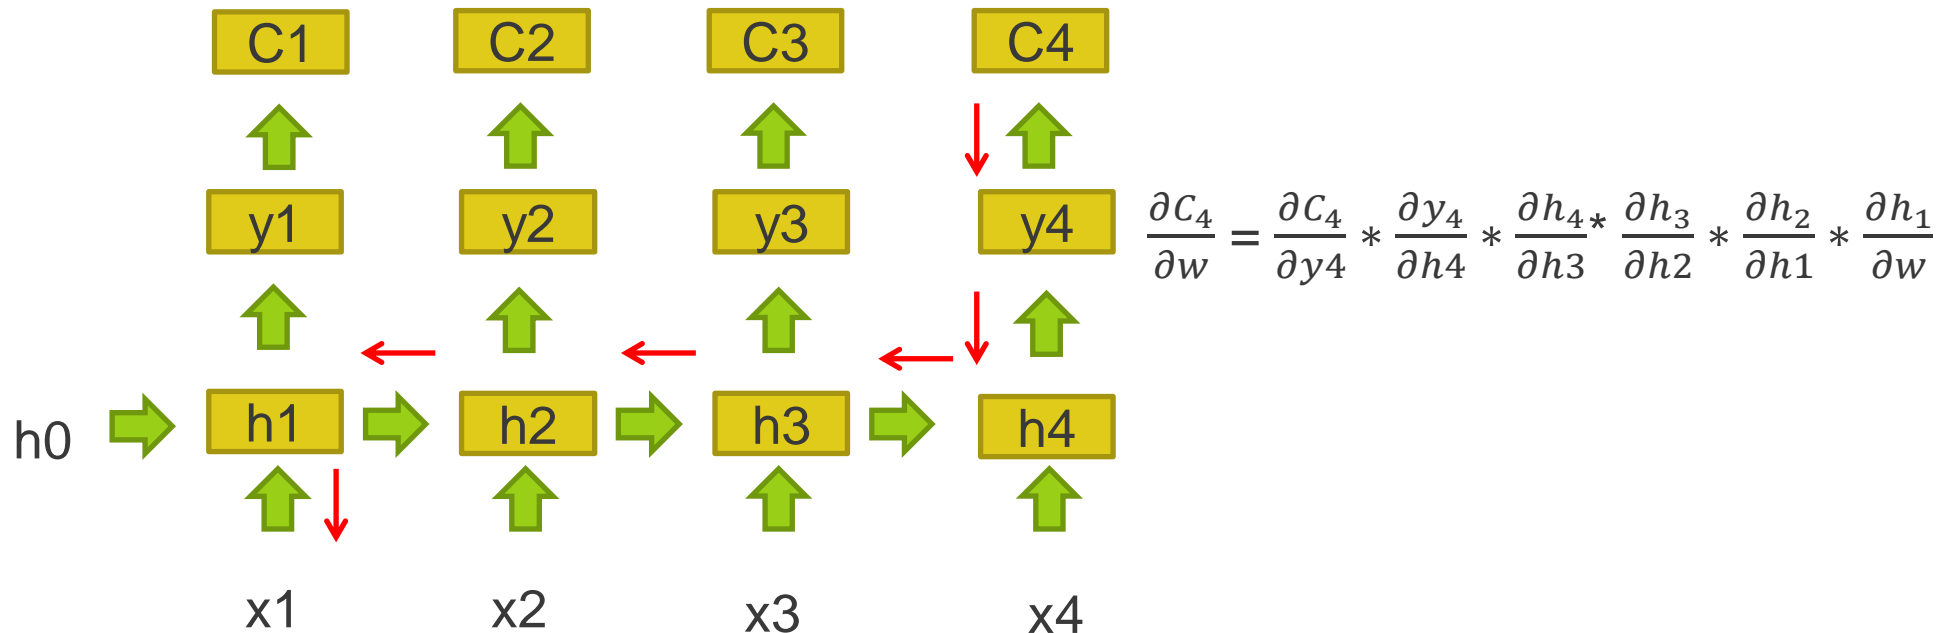 C1 C2 C3 C4
y1 y2 y3 y4
∂C₄/∂w = ∂C₄/∂y4 * ∂y₄/∂h4 * ∂h₄/∂h3 * ∂h₃/∂h2 * ∂h₂/∂h1 * ∂h₁/∂w
h0 h1 h2 h3 h4
x1 x2 x3 x4